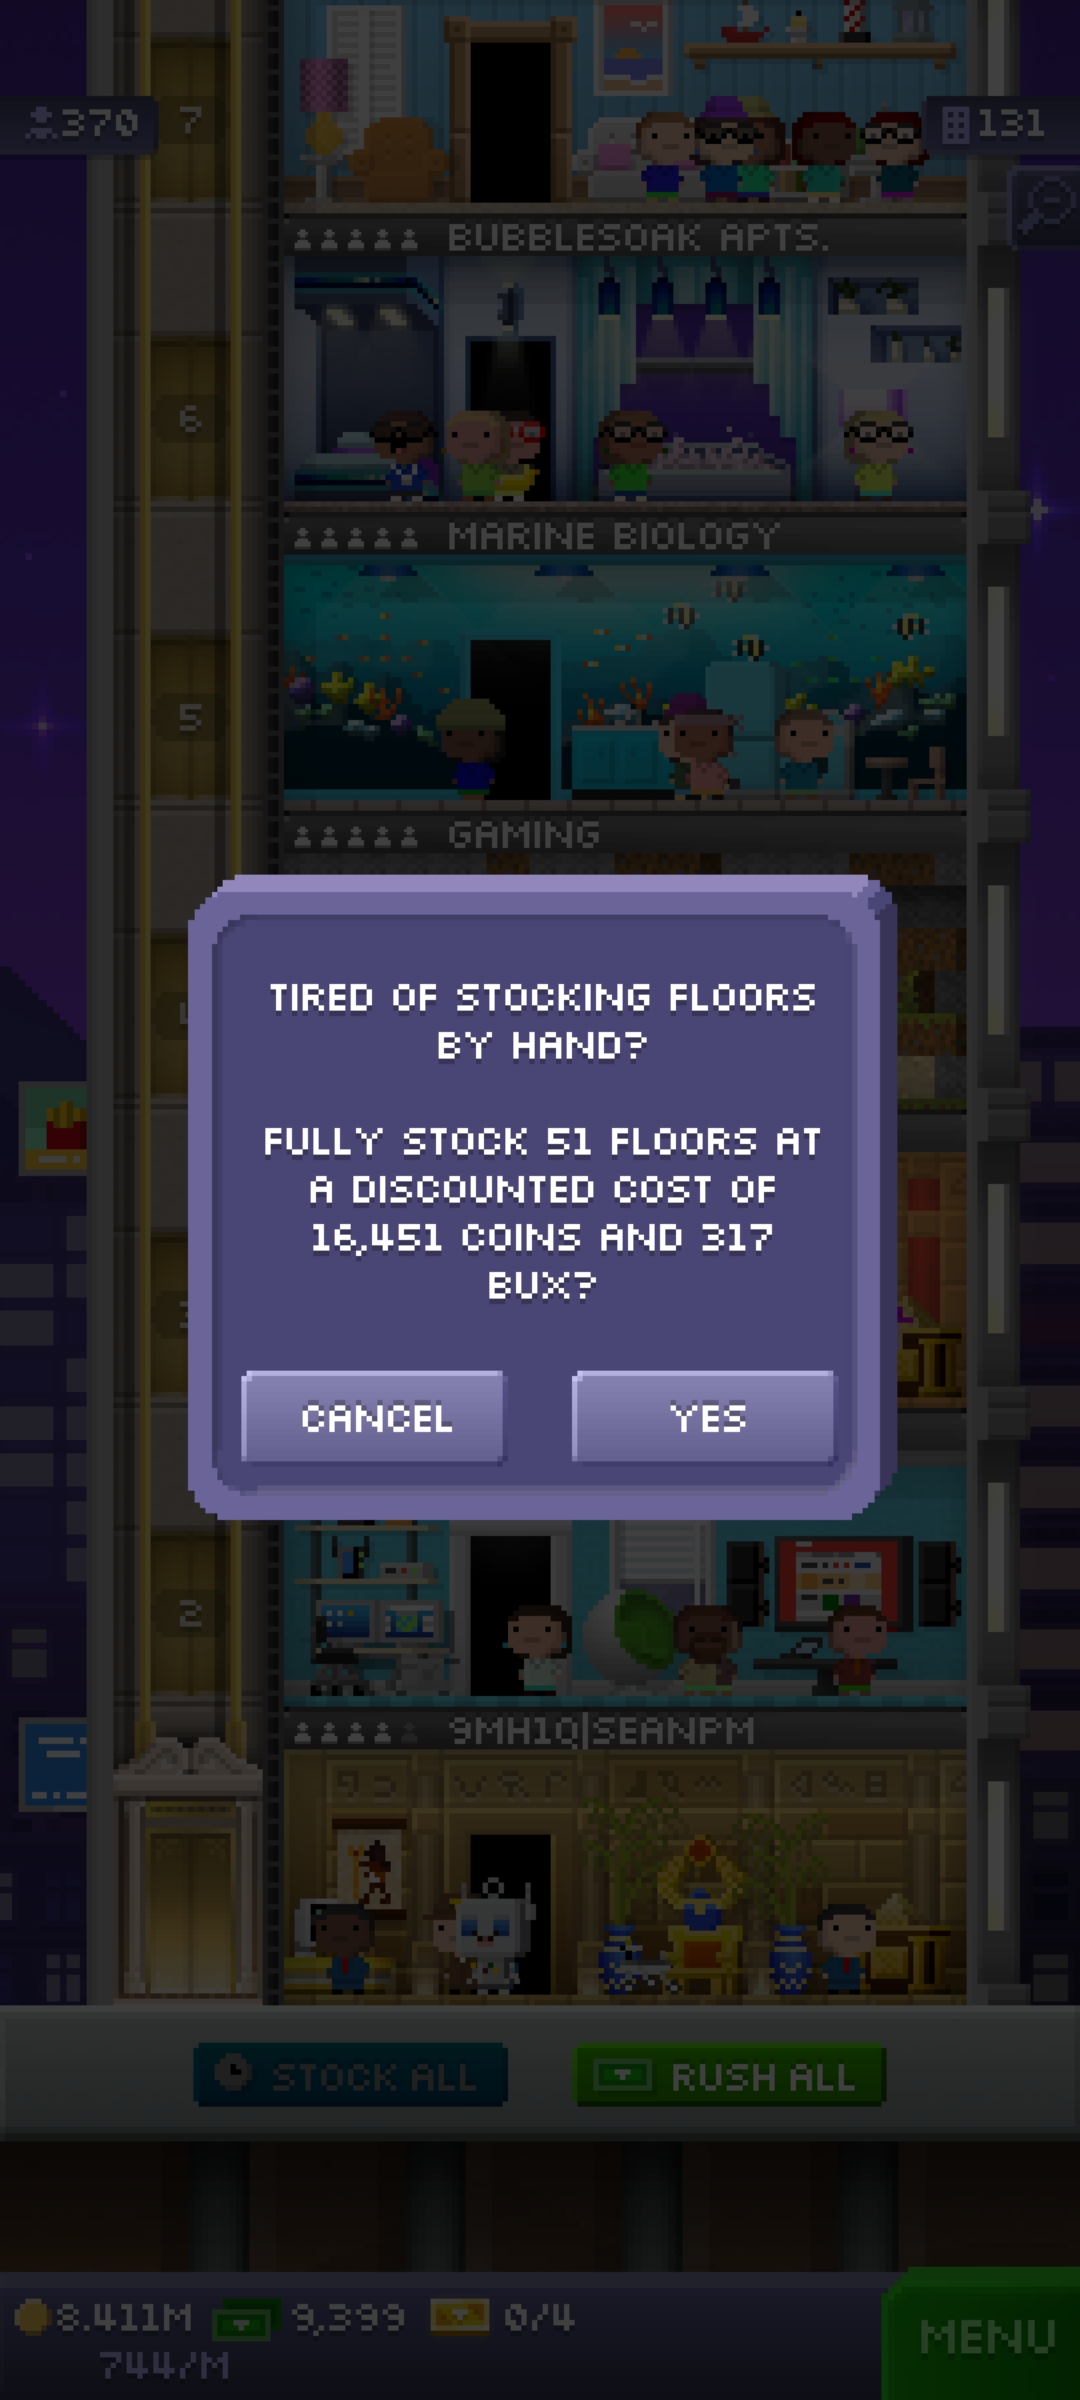 370
7
131
BUBBLESOAK APTS.
6
MARINE BIOLOGY
5
GAMING
TIRED OF STOCKING FLOORS
BY HAND?
FULLY STOCK 51 FLOORS AT
A DISCOUNTED COST OF
16,451 COINS AND 317
BUX?
CANCEL
YES
2
9MH1Q|SEANPM
STOCK ALL
RUSH ALL
8.411M
9,399
0/4
744/M
MENU